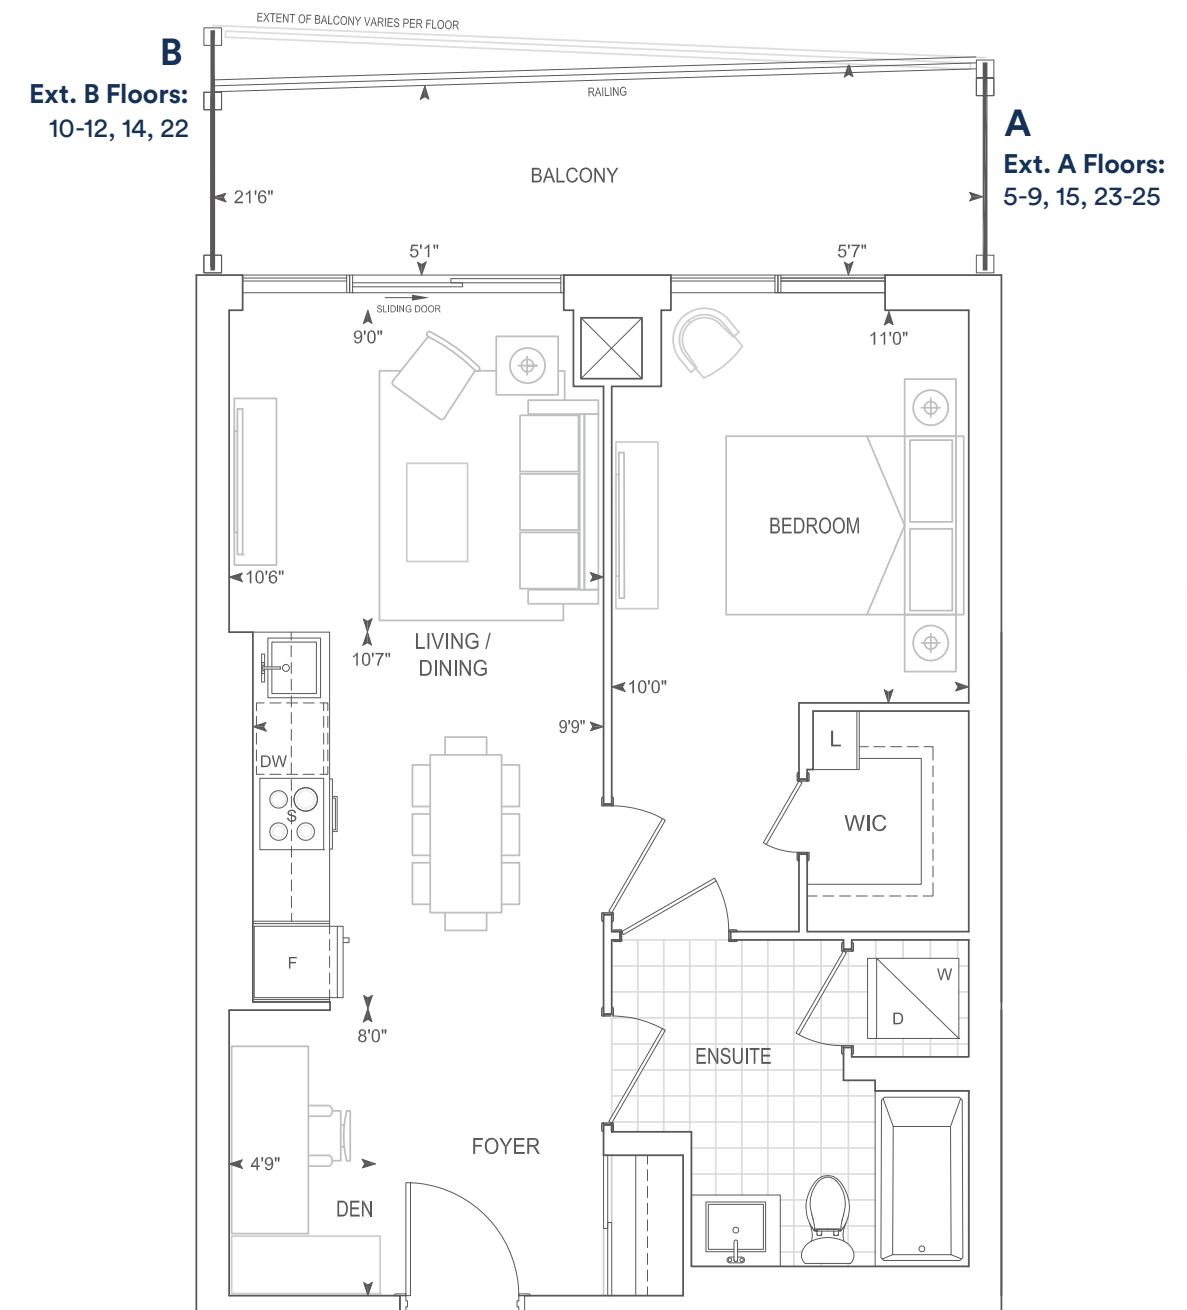 EXTENT OF BALCONY VARIES PER FLOOR
B
Ext. B Floors:
10-12, 14, 22
RAILING
A
Ext. A Floors:
5-9, 15, 23-25
BALCONY
21'6"
5'1"
5'7"
SLIDING DOOR
9'0"
11'0"
BEDROOM
10'6"
LIVING /
DINING
10'7"
10'0"
9'9"
L
DW
S
WIC
F
W
D
8'0"
ENSUITE
FOYER
4'9"
DEN